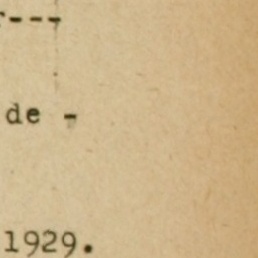 r---
de -
1929.